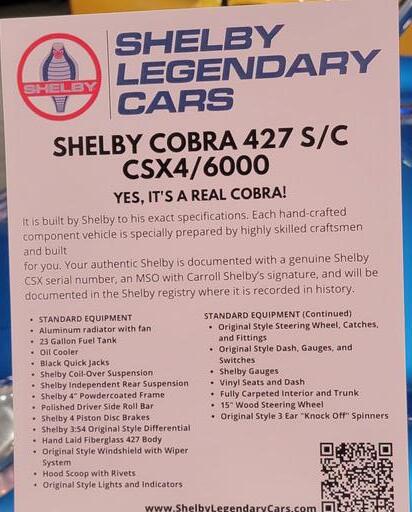 SHELBY
SHELBY
LEGENDARY
CARS
SHELBY COBRA 427 S/C
CSX4/6000
YES, IT'S A REAL COBRA!
It is built by Shelby to his exact specifications. Each hand-crafted
component vehicle is specially prepared by highly skilled craftsmen
and built
for you. Your authentic Shelby is documented with a genuine Shelby
CSX serial number, an MSO with Carroll Shelby's signature, and will be
documented in the Shelby registry where it is recorded in history.
• STANDARD EQUIPMENT
• Aluminum radiator with fan
• 23 Gallon Fuel Tank
• Oil Cooler
• Black Quick Jacks
• Shelby Coil-Over Suspension
• Shelby Independent Rear Suspension
• Shelby 4" Powdercoated Frame
• Polished Driver Side Roll Bar
• Shelby 4 Piston Disc Brakes
• Shelby 3:54 Original Style Differential
• Hand Laid Fiberglass 427 Body
• Original Style Windshield with Wiper
System
• Hood Scoop with Rivets
• Original Style Lights and Indicators
STANDARD EQUIPMENT (Continued)
• Original Style Steering Wheel, Catches,
and Fittings
• Original Style Dash, Gauges, and
Switches
• Shelby Gauges
• Vinyl Seats and Dash
• Fully Carpeted Interior and Trunk
• 15" Wood Steering Wheel
• Original Style 3 Ear "Knock Off" Spinners
www.ShelbyLegendaryCars.com